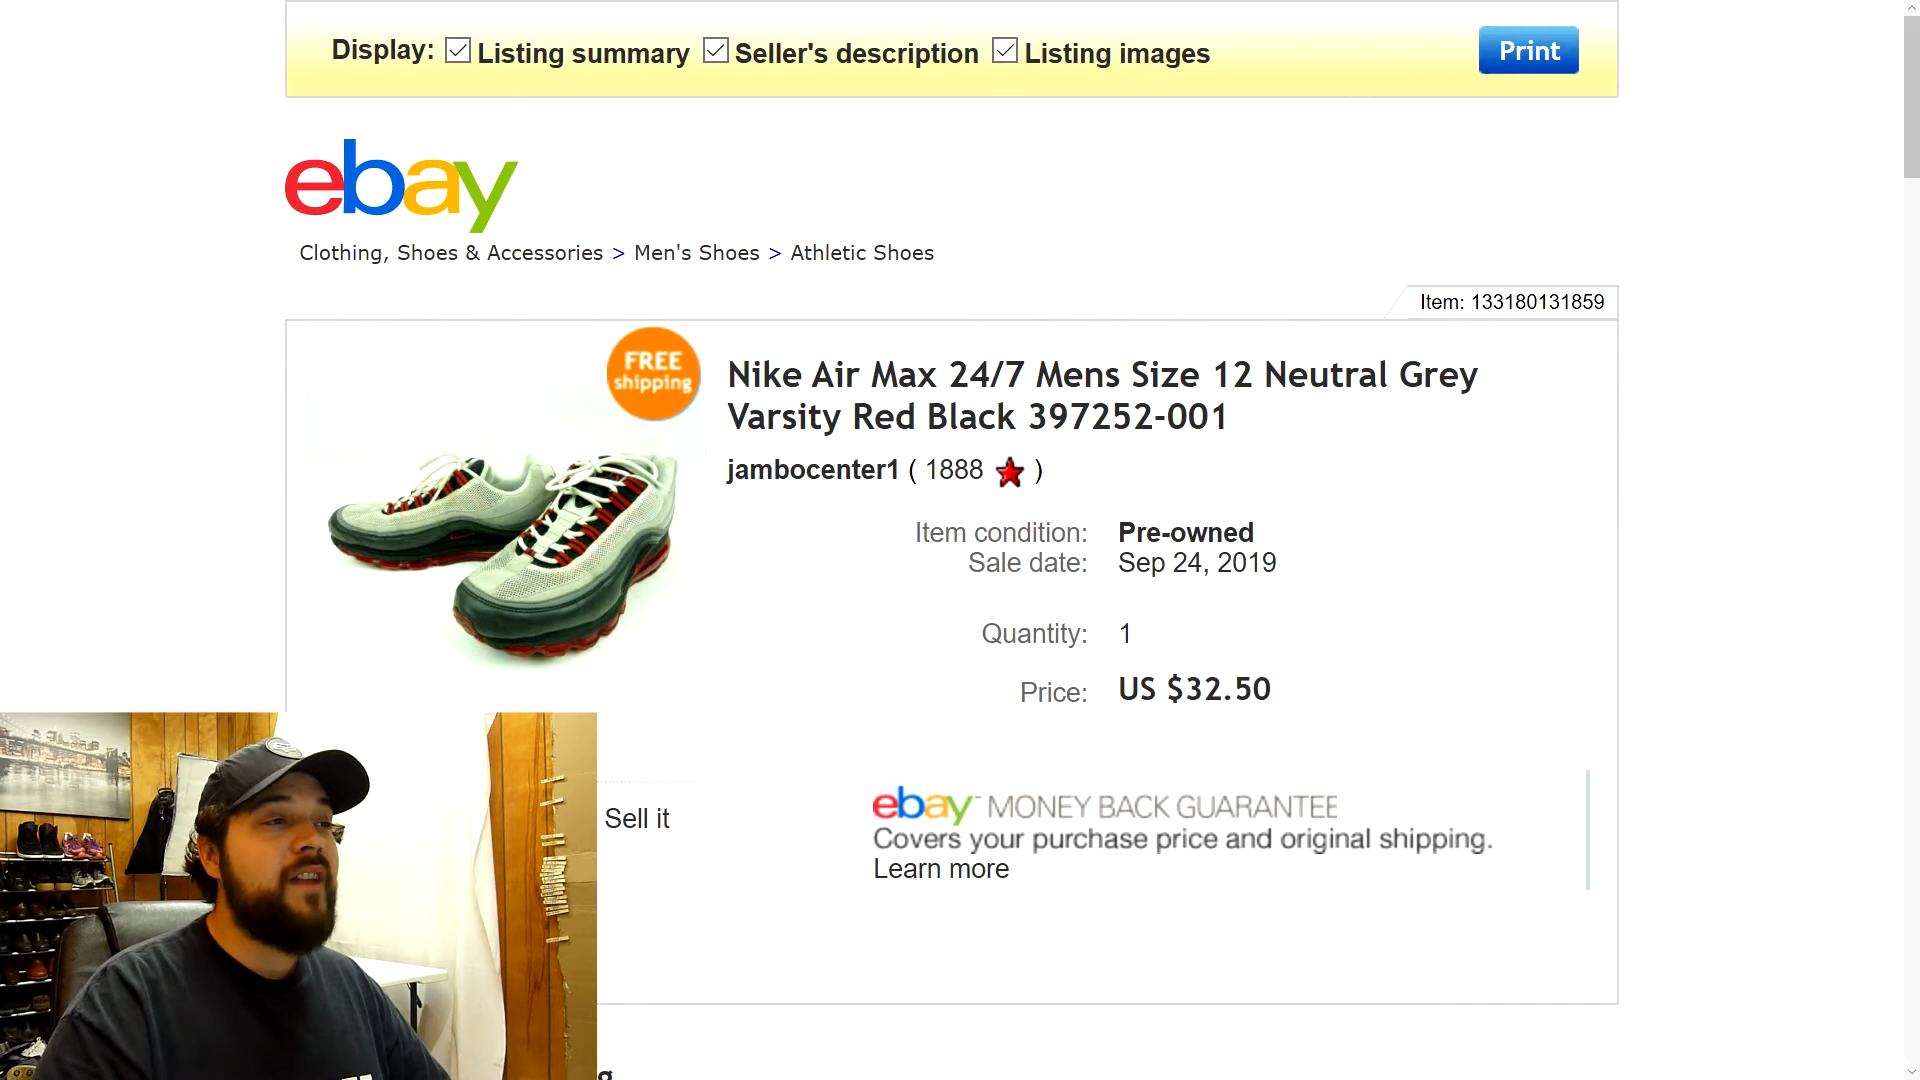 Display: Listing summary Seller's description Listing images Print
ebay
Clothing, Shoes & Accessories > Men's Shoes > Athletic Shoes
Item: 133180131859
FREE
shipping
Nike Air Max 24/7 Mens Size 12 Neutral Grey
Varsity Red Black 397252-001
jambocenter1 ( 1888 )
Item condition: Pre-owned
Sale date: Sep 24, 2019
Quantity: 1
Price: US $32.50
Sell it
ebay MONEY BACK GUARANTEE
Covers your purchase price and original shipping.
Learn more